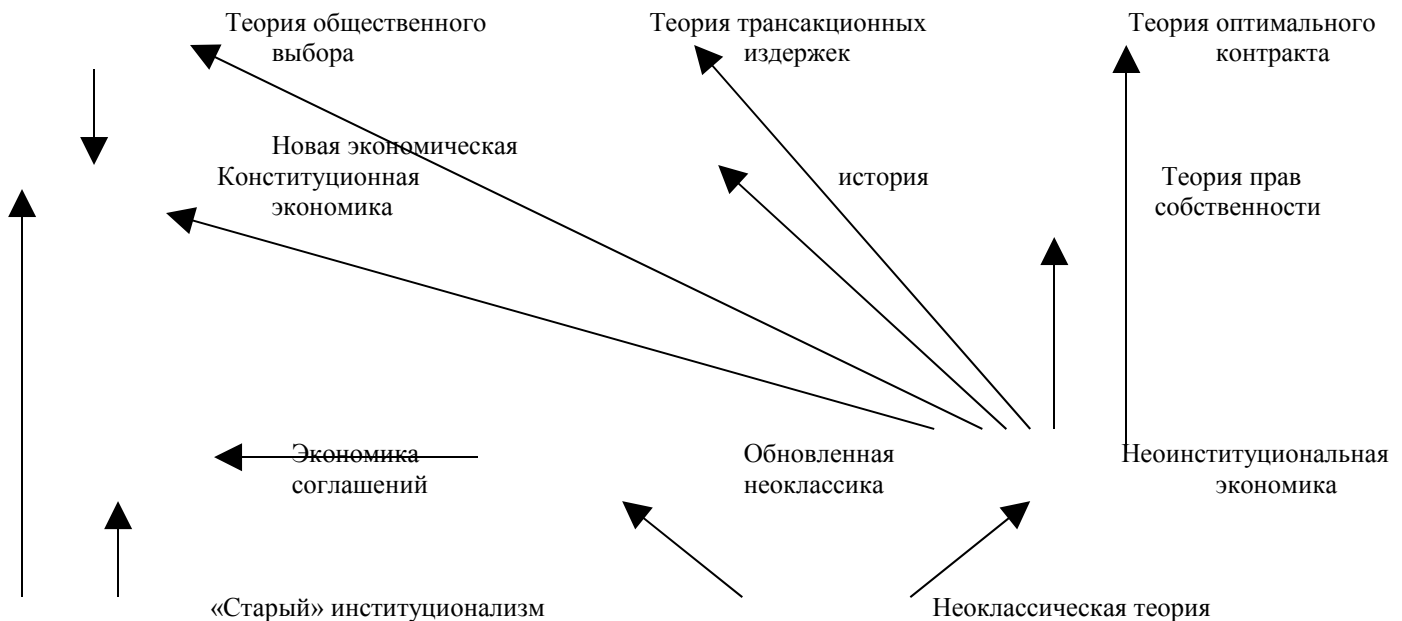 Теория общественного
выбора
Теория трансакционных
издержек
Теория оптимального
контракта
Новая экономическая
Конституционная
экономика
история
Теория прав
собственности
Экономика
соглашений
Обновленная
неоклассика
Неоинституциональная
экономика
«Старый» институционализм
Неоклассическая теория